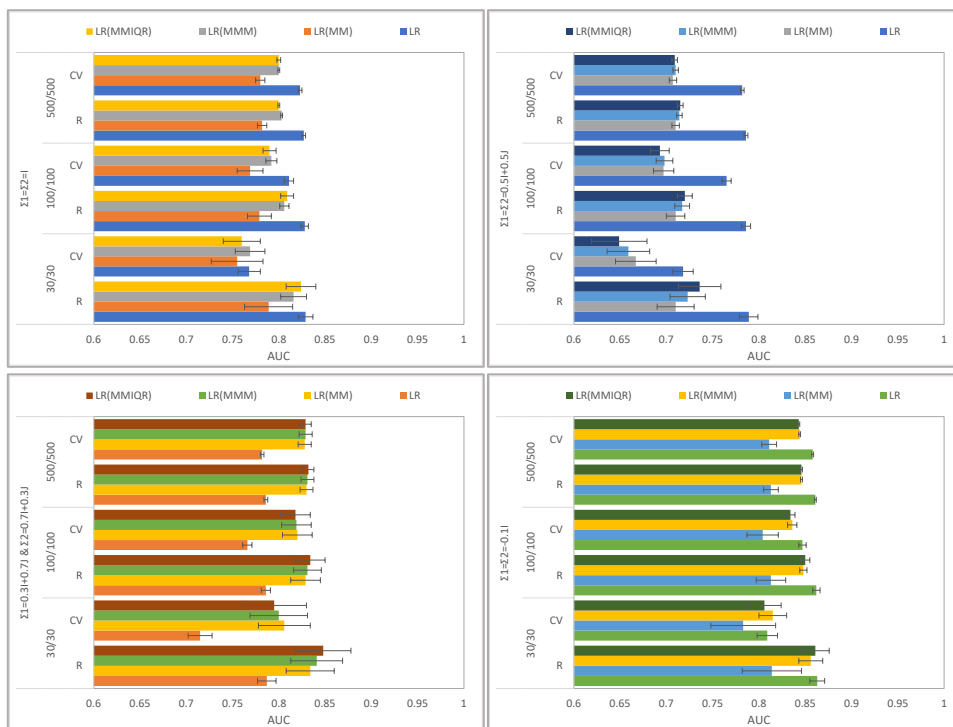 LR(MMIQR) LR(MMM) LR(MM) LR
Σ1=Σ2=I
500/500
CV
R
100/100
CV
R
30/30
CV
R
0.6 0.65 0.7 0.75 0.8 0.85 0.9 0.95 1
AUC
LR(MMIQR) LR(MMM) LR(MM) LR
Σ1=Σ2=0.5I+0.5J
500/500
CV
R
100/100
CV
R
30/30
CV
R
0.6 0.65 0.7 0.75 0.8 0.85 0.9 0.95 1
AUC
LR(MMIQR) LR(MMM) LR(MM) LR
Σ1=0.3I+0.7J & Σ2=0.7I+0.3J
500/500
CV
R
100/100
CV
R
30/30
CV
R
0.6 0.65 0.7 0.75 0.8 0.85 0.9 0.95 1
AUC
LR(MMIQR) LR(MMM) LR(MM) LR
Σ1=Σ2=-0.1I
500/500
CV
R
100/100
CV
R
30/30
CV
R
0.6 0.65 0.7 0.75 0.8 0.85 0.9 0.95 1
AUC